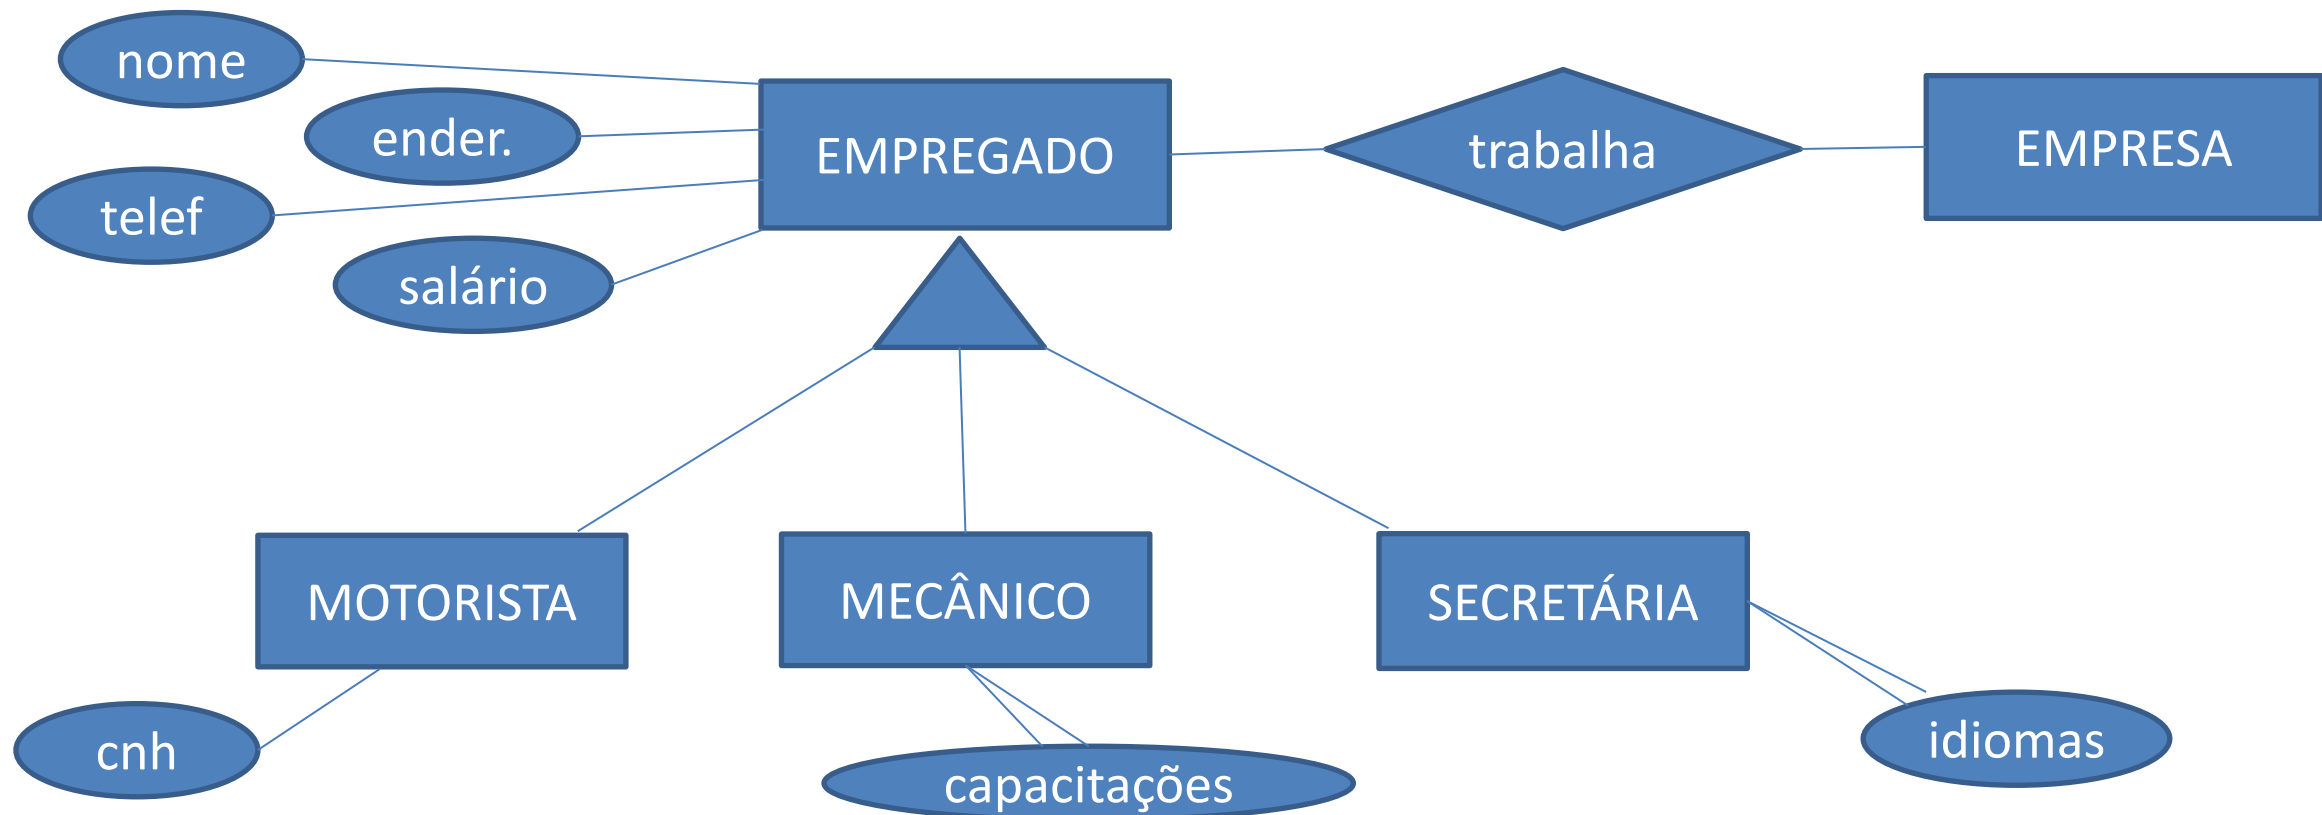 nome
ender.
telef
salário
EMPREGADO
trabalha
EMPRESA
MOTORISTA
MECÂNICO
SECRETÁRIA
cnh
capacitações
idiomas